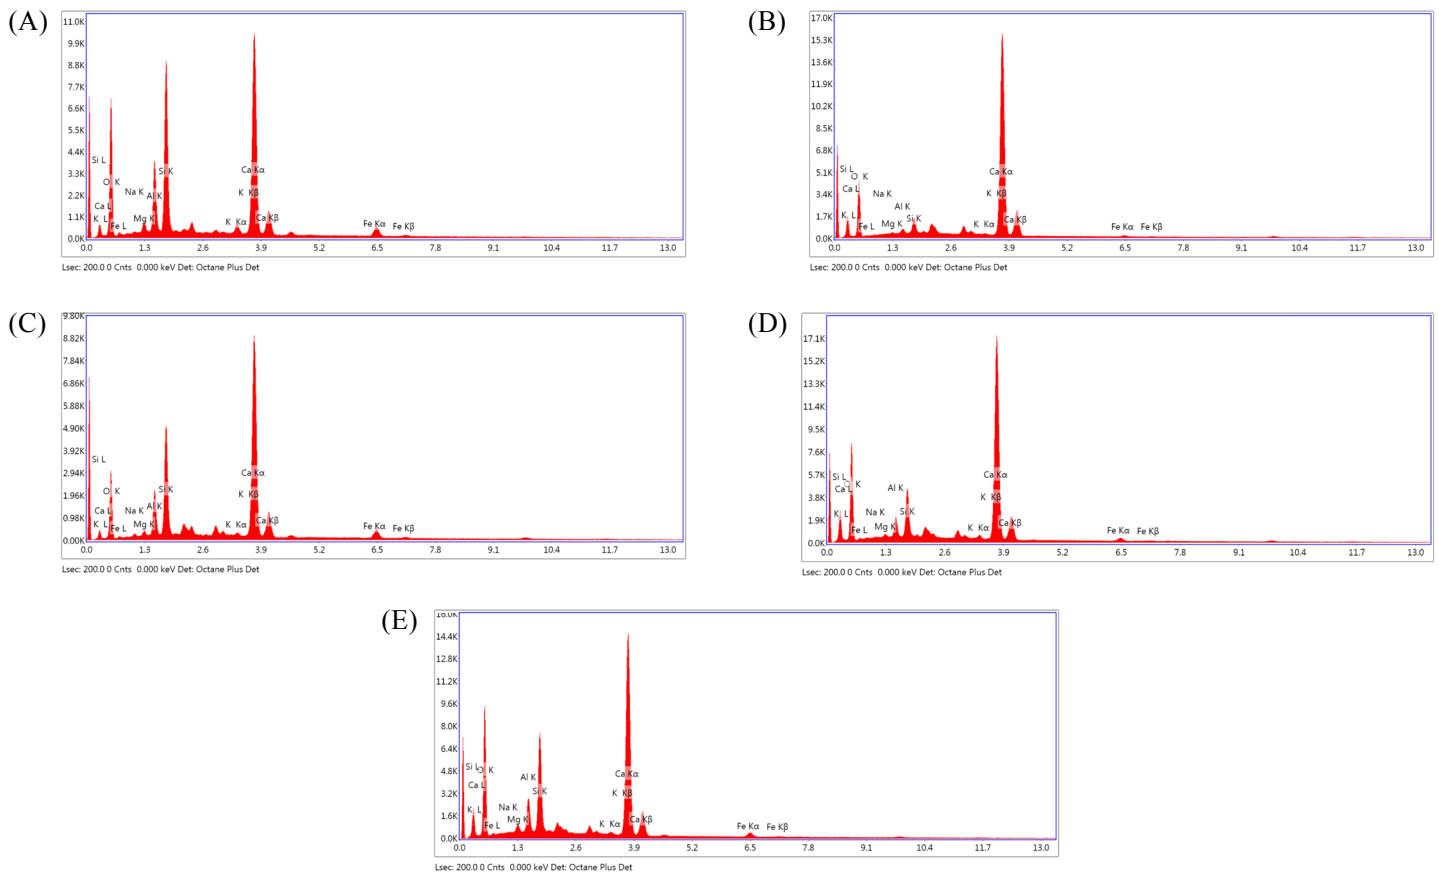 (A)
11.0K
9.9K
8.8K
7.7K
6.6K
5.5K
4.4K
3.3K
2.2K
1.1K
0.0K
Si L
O K
Ca L
K L
Fe L
Na K
Mg K
Al K
Si K
Ca Kα
K Kβ
K Kα
Ca Kβ
Fe Kα
Fe Kβ
0.0 1.3 2.6 3.9 5.2 6.5 7.8 9.1 10.4 11.7 13.0
Lsec: 200.0 0 Cnts 0.000 keV Det: Octane Plus Det
(B)
17.0K
15.3K
13.6K
11.9K
10.2K
8.5K
6.8K
5.1K
3.4K
1.7K
0.0K
Si L
O K
Ca L
K L
Fe L
Na K
Al K
Mg K
Si K
Ca Kα
K Kβ
K Kα
Ca Kβ
Fe Kα
Fe Kβ
0.0 1.3 2.6 3.9 5.2 6.5 7.8 9.1 10.4 11.7 13.0
Lsec: 200.0 0 Cnts 0.000 keV Det: Octane Plus Det
(C)
9.80K
8.82K
7.84K
6.86K
5.88K
4.90K
3.92K
2.94K
1.96K
0.98K
0.00K
Si L
O K
Ca L
K L
Fe L
Na K
Mg K
Al K
Si K
Ca Kα
K Kβ
K Kα
Ca Kβ
Fe Kα
Fe Kβ
0.0 1.3 2.6 3.9 5.2 6.5 7.8 9.1 10.4 11.7 13.0
Lsec: 200.0 0 Cnts 0.000 keV Det: Octane Plus Det
(D)
17.1K
15.2K
13.3K
11.4K
9.5K
7.6K
5.7K
3.8K
1.9K
0.0K
Si L
O K
Ca L
K L
Fe L
Na K
Mg K
Al K
Si K
Ca Kα
K Kβ
K Kα
Ca Kβ
Fe Kα
Fe Kβ
0.0 1.3 2.6 3.9 5.2 6.5 7.8 9.1 10.4 11.7 13.0
Lsec: 200.0 0 Cnts 0.000 keV Det: Octane Plus Det
(E)
16.0K
14.4K
12.8K
11.2K
9.6K
8.0K
6.4K
4.8K
3.2K
1.6K
0.0K
Si L
O K
Ca L
K L
Fe L
Na K
Mg K
Al K
Si K
Ca Kα
K Kβ
K Kα
Ca Kβ
Fe Kα
Fe Kβ
0.0 1.3 2.6 3.9 5.2 6.5 7.8 9.1 10.4 11.7 13.0
Lsec: 200.0 0 Cnts 0.000 keV Det: Octane Plus Det